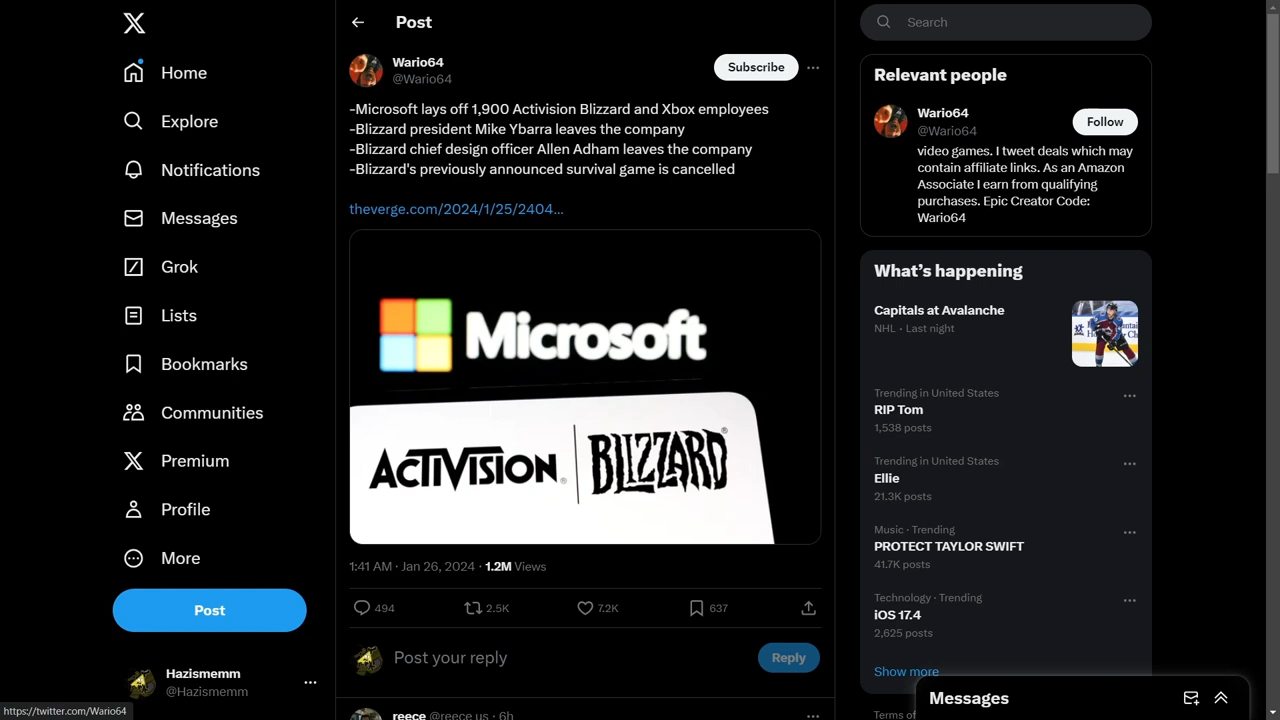 Home
Explore
Notifications
Messages
Grok
Lists
Bookmarks
Communities
Premium
Profile
More
Post
Hazismemm
@Hazismemm
https://twitter.com/Wario64
Post
Wario64
@Wario64
Subscribe
-Microsoft lays off 1,900 Activision Blizzard and Xbox employees
-Blizzard president Mike Ybarra leaves the company
-Blizzard chief design officer Allen Adham leaves the company
-Blizzard's previously announced survival game is cancelled
theverge.com/2024/1/25/2404…
Microsoft
ACTIVISION®
BLIZZARD®
1:41 AM · Jan 26, 2024 · 1.2M Views
494
2.5K
7.2K
637
Post your reply
Reply
reece @reece_us · 6h
Search
Relevant people
Wario64
@Wario64
Follow
video games. I tweet deals which may
contain affiliate links. As an Amazon
Associate I earn from qualifying
purchases. Epic Creator Code:
Wario64
What's happening
Capitals at Avalanche
NHL · Last night
Trending in United States
RIP Tom
1,538 posts
Trending in United States
Ellie
21.3K posts
Music · Trending
PROTECT TAYLOR SWIFT
41.7K posts
Technology · Trending
iOS 17.4
2,625 posts
Show more
Terms of
Messages